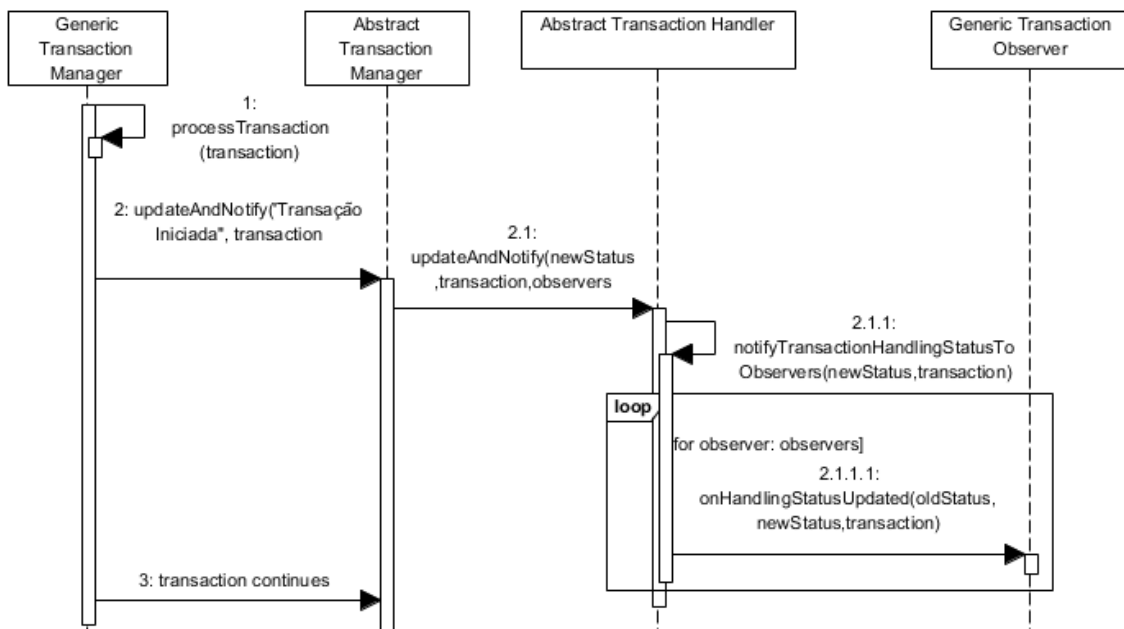 Generic
Transaction
Manager
Abstract
Transaction
Manager
Abstract Transaction Handler
Generic Transaction
Observer
1:
processTransaction
(transaction)
2: updateAndNotify("Transação
Iniciada", transaction
2.1:
updateAndNotify(newStatus
,transaction,observers
2.1.1:
notifyTransactionHandlingStatusTo
Observers(newStatus,transaction)
loop
for observer: observers]
2.1.1.1:
onHandlingStatusUpdated(oldStatus,
newStatus,transaction)
3: transaction continues